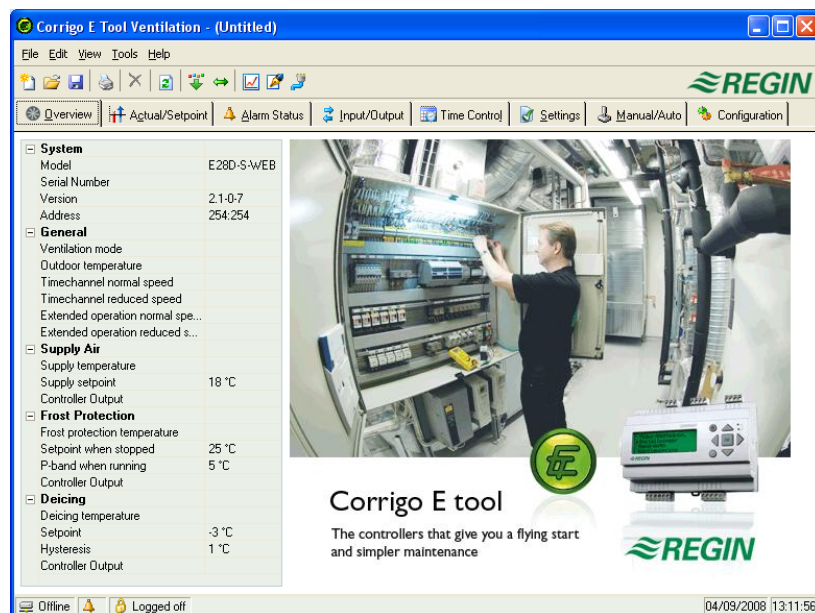 Corrigo E Tool Ventilation - (Untitled)
File Edit View Tools Help
REGIN
Overview Actual/Setpoint Alarm Status Input/Output Time Control Settings Manual/Auto Configuration
System
Model E28D-S-WEB
Serial Number
Version 2.1-0-7
Address 254:254
General
Ventilation mode
Outdoor temperature
Timechannel normal speed
Timechannel reduced speed
Extended operation normal spe...
Extended operation reduced s...
Supply Air
Supply temperature
Supply setpoint 18 °C
Controller Output
Frost Protection
Frost protection temperature
Setpoint when stopped 25 °C
P-band when running 5 °C
Controller Output
Deicing
Deicing temperature
Setpoint -3 °C
Hysteresis 1 °C
Controller Output
REGIN
Corrigo E tool
The controllers that give you a flying start
and simpler maintenance
REGIN
Offline Logged off 04/09/2008 13:11:56